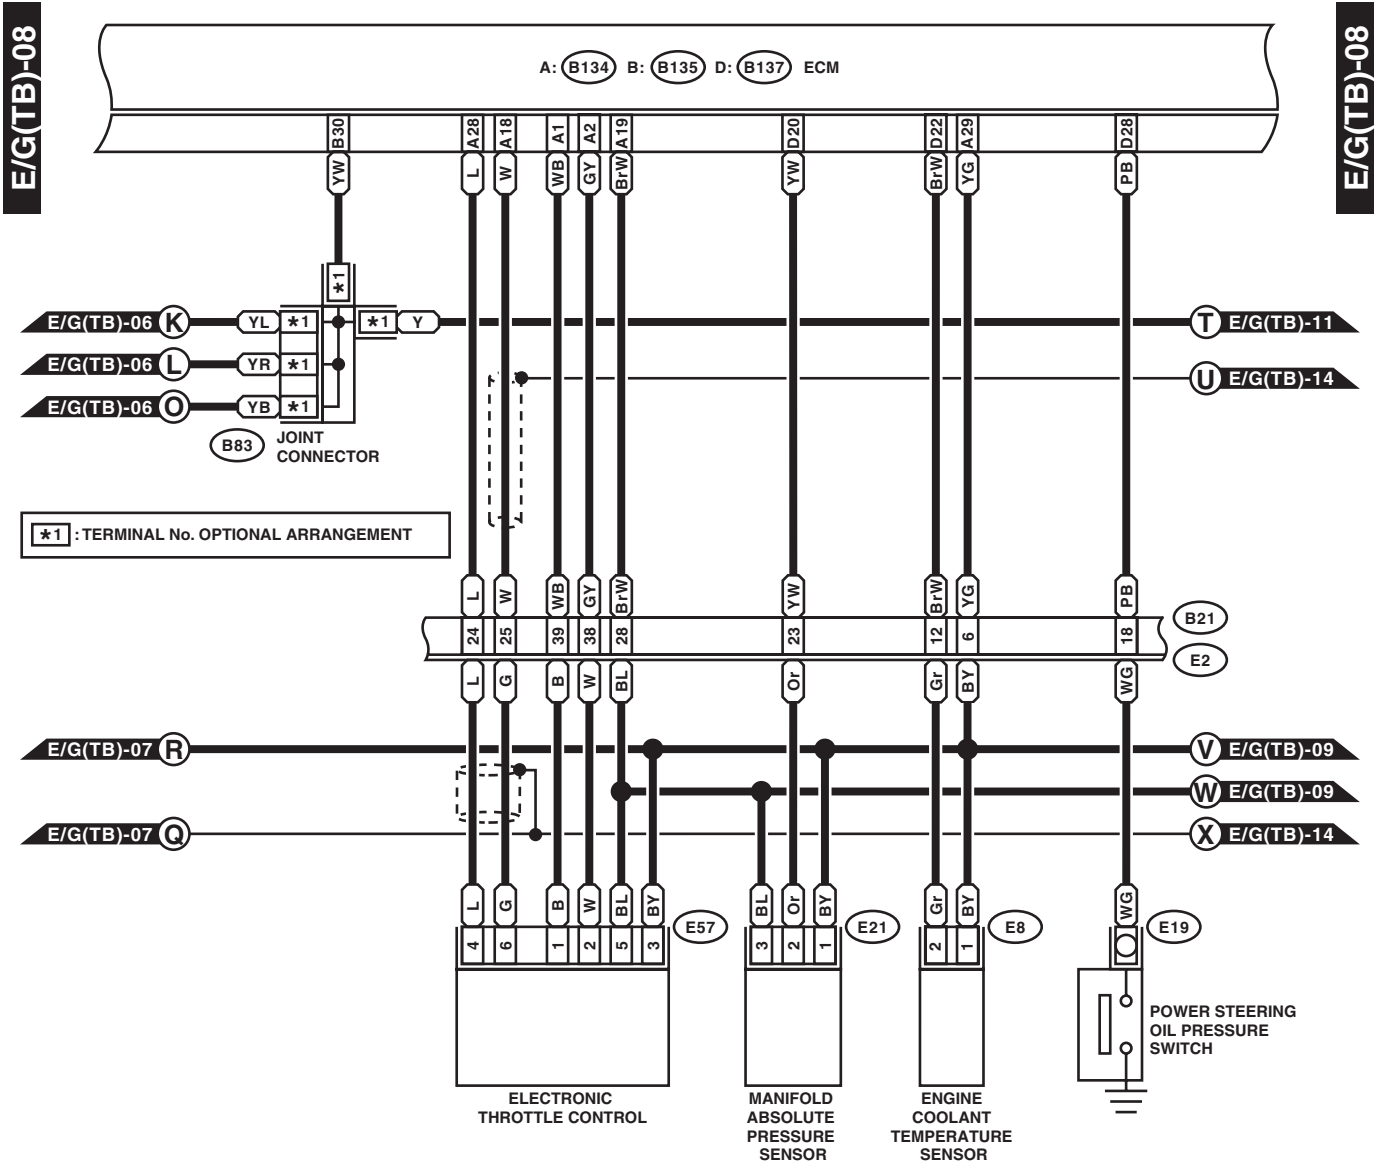 E/G(TB)-08
E/G(TB)-08
A: B134 B: B135 D: B137 ECM
B30 A28 A18 A1 A2 A19 D20 D22 A29 D28
YW L W WB GY BrW YW BrW YG PB
*1
E/G(TB)-06 K YL *1 *1 Y T E/G(TB)-11
E/G(TB)-06 L YR *1 U E/G(TB)-14
E/G(TB)-06 O YB *1
B83 JOINT
CONNECTOR
*1 : TERMINAL No. OPTIONAL ARRANGEMENT
L W WB GY BrW YW BrW YG PB
24 25 39 38 28 23 12 6 18 B21
E2
L G B W BL Or Gr BY WG
E/G(TB)-07 R V E/G(TB)-09
W E/G(TB)-09
E/G(TB)-07 Q X E/G(TB)-14
L G B W BL BY BL Or BY Gr BY WG
E57 E21 E8 E19
4 6 1 2 5 3 3 2 1 2 1
POWER STEERING
OIL PRESSURE
SWITCH
ELECTRONIC
THROTTLE CONTROL
MANIFOLD
ABSOLUTE
PRESSURE
SENSOR
ENGINE
COOLANT
TEMPERATURE
SENSOR